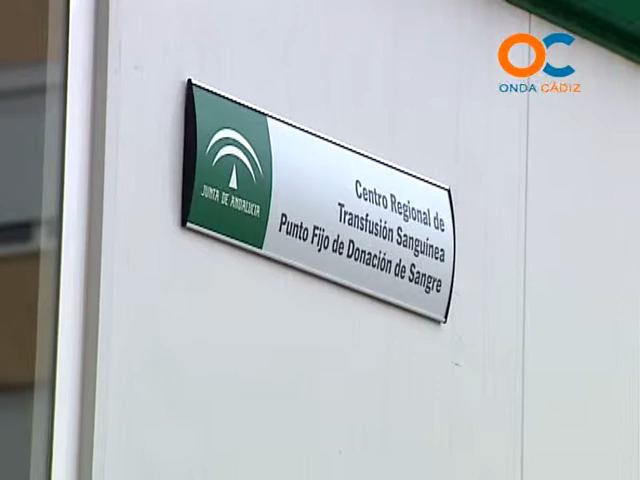 OC
ONDA CÁDIZ
JUNTA DE ANDALUCIA
Centro Regional de
Transfusión Sanguínea
Punto Fijo de Donación de Sangre